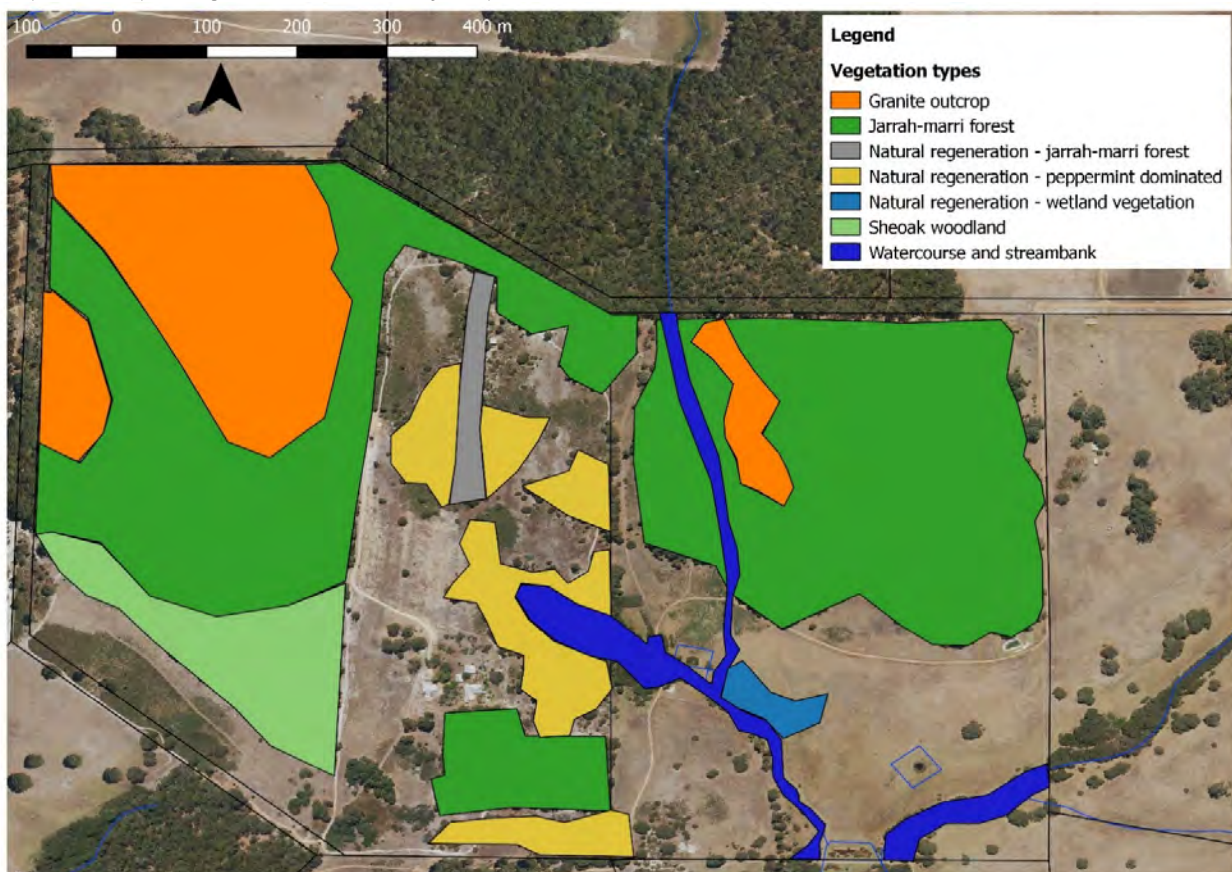 100 0 100 200 300 400 m
Legend
Vegetation types
Granite outcrop
Jarrah-marri forest
Natural regeneration - jarrah-marri forest
Natural regeneration - peppermint dominated
Natural regeneration - wetland vegetation
Sheoak woodland
Watercourse and streambank